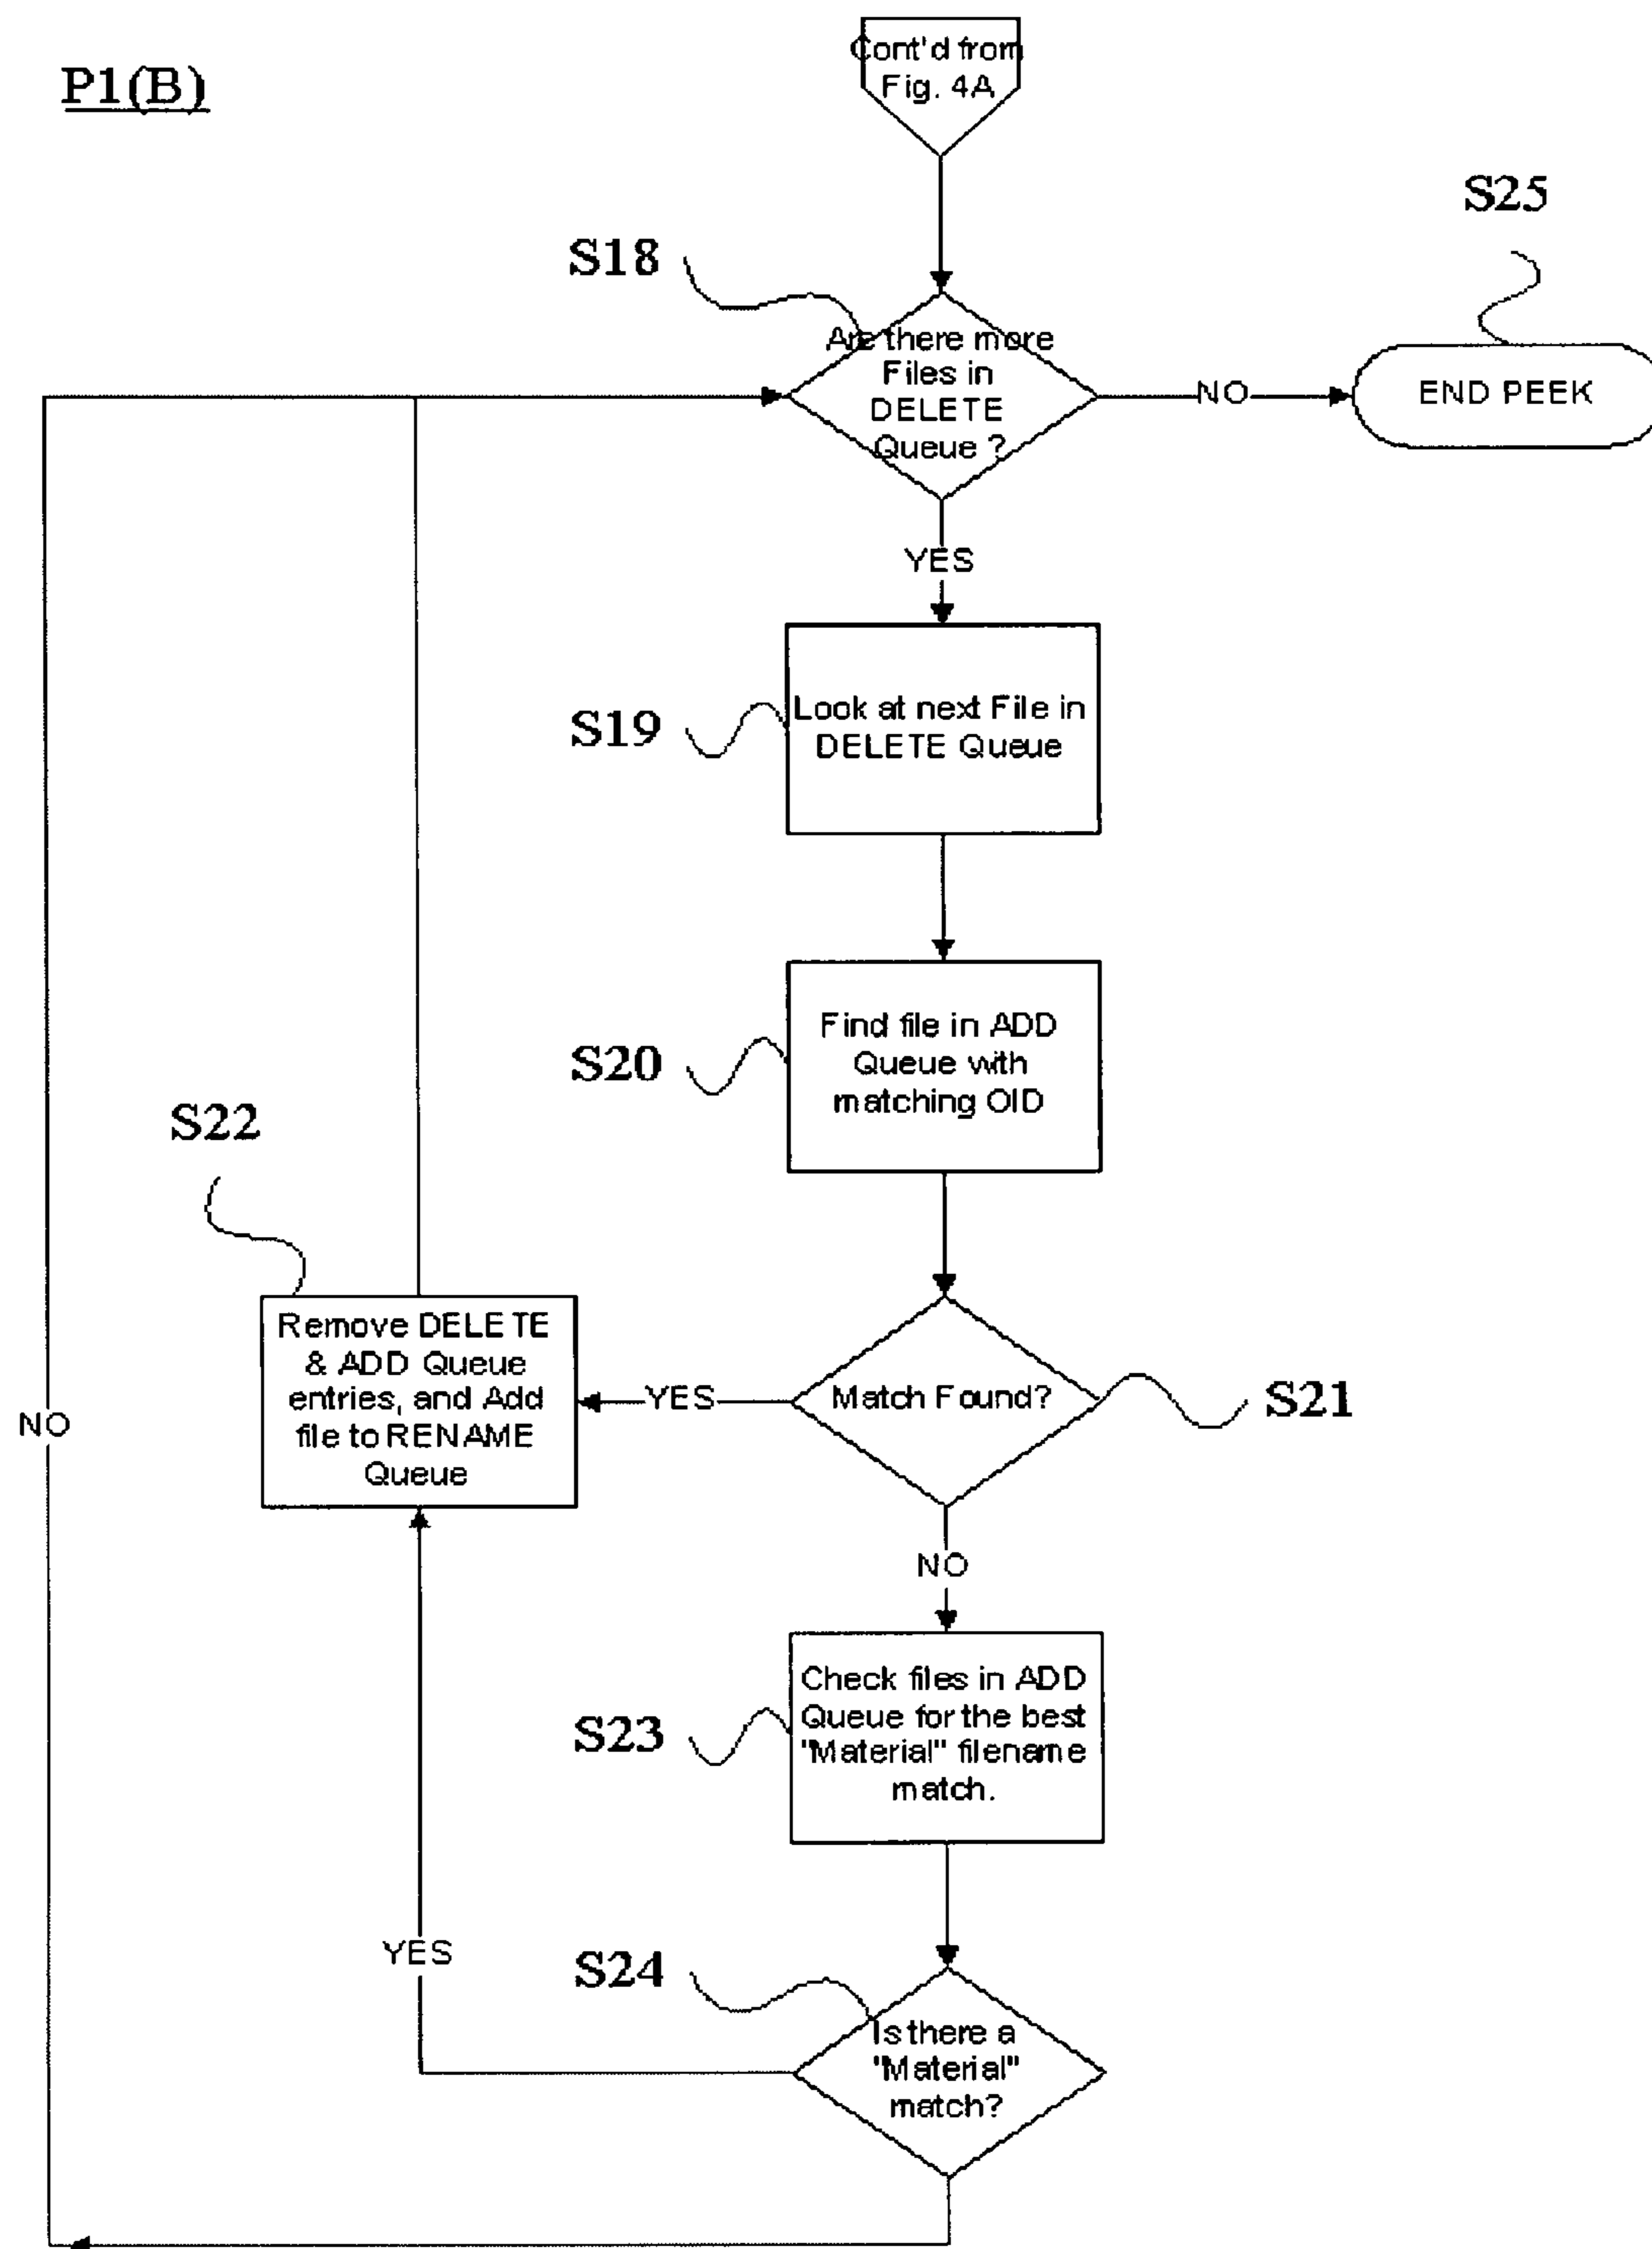 P1(B)
Cont'd from
Fig. 4A
S25
S18
Are there more
Files in
DELETE
Queue ?
NO
END PEEK
YES
S19
Look at next File in
DELETE Queue
S20
Find file in ADD
Queue with
matching OID
S22
Remove DELETE
& ADD Queue
entries, and Add
file to RENAME
Queue
YES
Match Found?
S21
NO
NO
S23
Check files in ADD
Queue for the best
"Material" filename
match.
YES
S24
Is there a
"Material"
match?